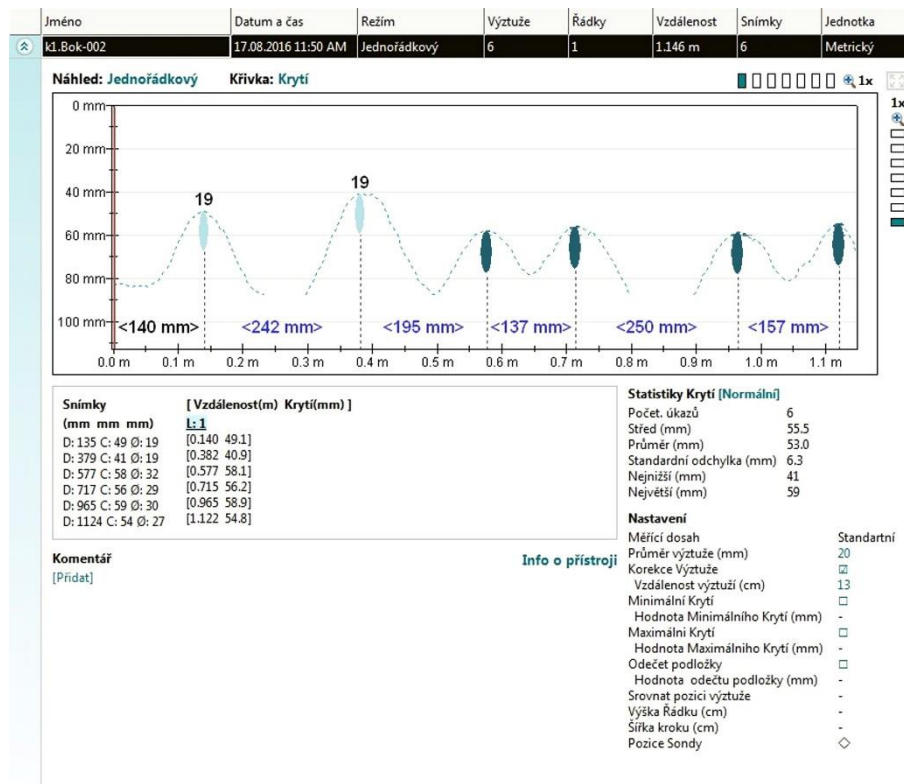 Jméno Datum a čas Režím Výztuže Řádky Vzdálenost Snímky Jednotka
k1.Bok-002 17.08.2016 11:50 AM Jednořádkový 6 1 1.146 m 6 Metrický
Náhled: Jednořádkový Křivka: Krytí 1x
1x
0 mm
20 mm
40 mm
60 mm
80 mm
100 mm
19 19
<140 mm> <242 mm> <195 mm> <137 mm> <250 mm> <157 mm>
0.0 m 0.1 m 0.2 m 0.3 m 0.4 m 0.5 m 0.6 m 0.7 m 0.8 m 0.9 m 1.0 m 1.1 m
Snímky [ Vzdálenost(m) Krytí(mm) ]
(mm mm mm) L: 1
D: 135 C: 49 Ø: 19 [0.140 49.1]
D: 379 C: 41 Ø: 19 [0.382 40.9]
D: 577 C: 58 Ø: 32 [0.577 58.1]
D: 717 C: 56 Ø: 29 [0.715 56.2]
D: 965 C: 59 Ø: 30 [0.965 58.9]
D: 1124 C: 54 Ø: 27 [1.122 54.8]
Komentář Info o přístroji
[Přidat]
Statistiky Krytí [Normální]
Počet. úkazů 6
Střed (mm) 55.5
Průměr (mm) 53.0
Standardní odchylka (mm) 6.3
Nejnižší (mm) 41
Největší (mm) 59
Nastavení
Měřící dosah Standartní
Průměr výztuže (mm) 20
Korekce Výztuže ☑
Vzdálenost výztuží (cm) 13
Minimální Krytí ☐
Hodnota Minimálního Krytí (mm) -
Maximálni Krytí ☐
Hodnota Maximálniho Krytí (mm) -
Odečet podložky ☐
Hodnota odečtu podložky (mm) -
Srovnat pozici výztuže -
Výška Řádku (cm) -
Šířka kroku (cm) -
Pozice Sondy ◇